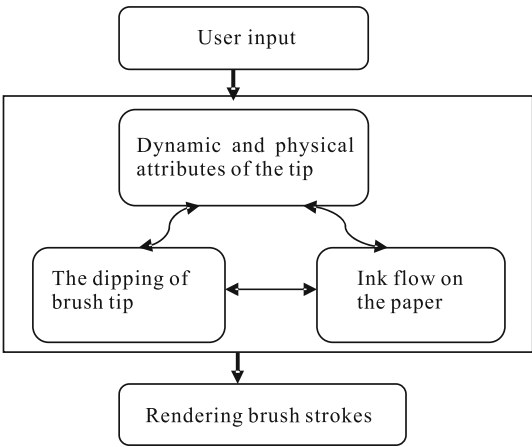 User input
Dynamic and physical
attributes of the tip
The dipping of
brush tip
Ink flow on
the paper
Rendering brush strokes